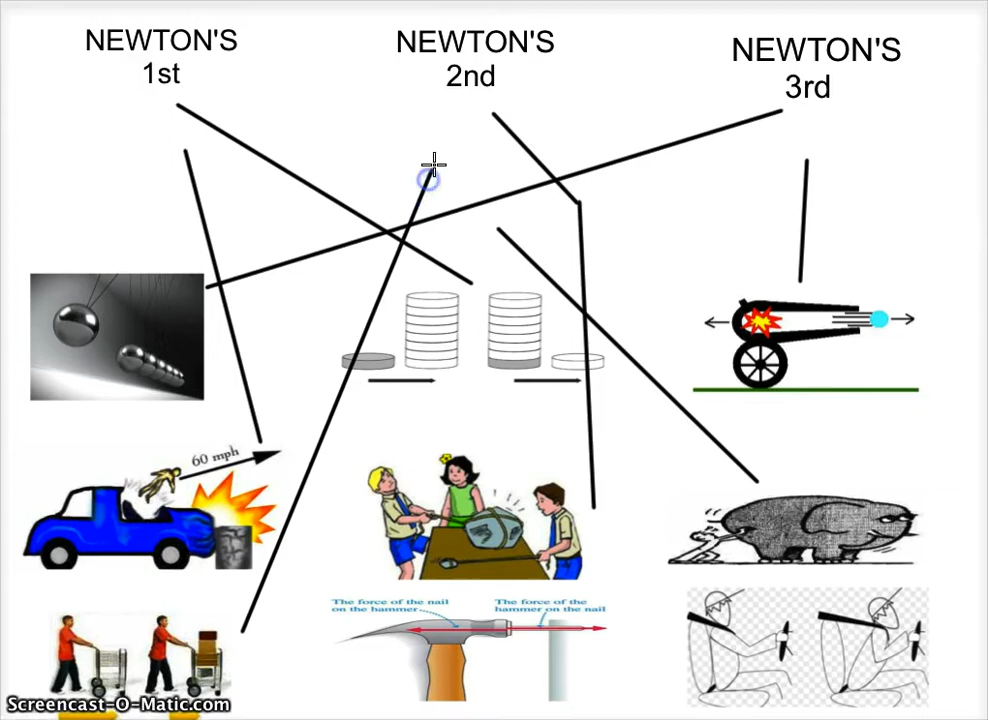 NEWTON'S
1st
NEWTON'S
2nd
NEWTON'S
3rd
60 mph
The force of the nail
on the hammer
The force of the
hammer on the nail
Screencast-O-Matic.com